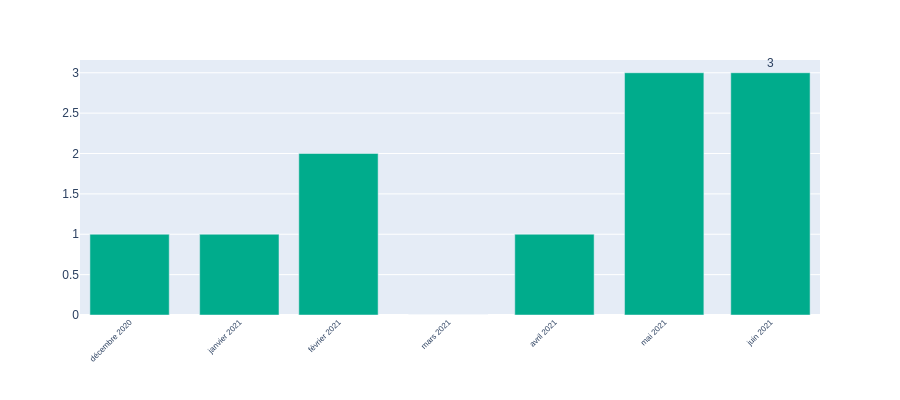 3
3
2.5
2
1.5
1
0.5
0
décembre 2020
janvier 2021
février 2021
mars 2021
avril 2021
mai 2021
juin 2021